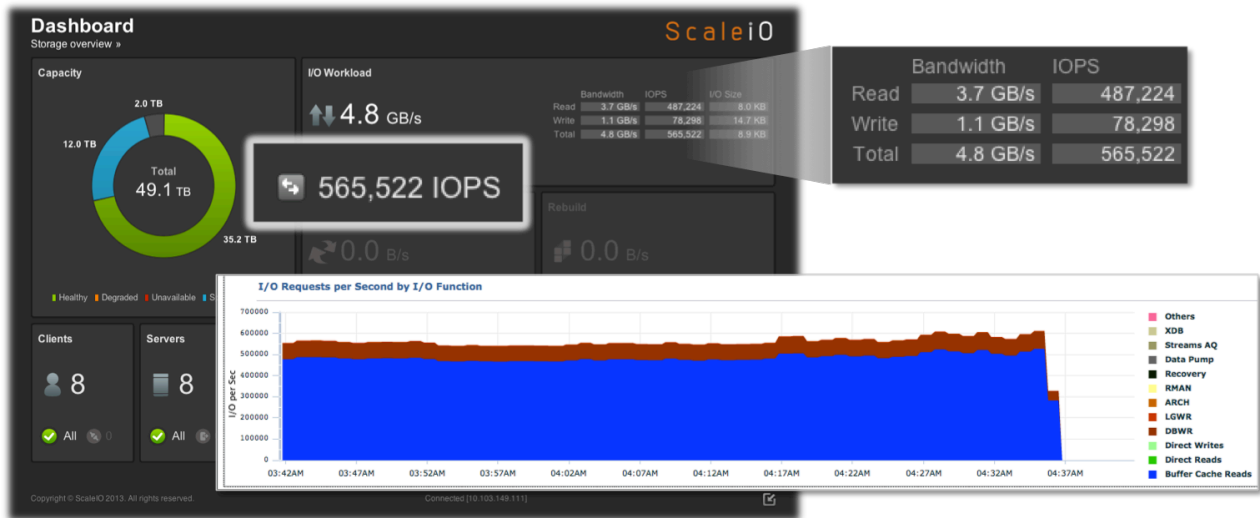 Dashboard
Storage overview »
ScaleiO
Capacity
2.0 TB
12.0 TB
Total
49.1 TB
35.2 TB
Healthy Degraded Unavailable S
I/O Workload
4.8 GB/s
Bandwidth IOPS I/O Size
Read 3.7 GB/s 487,224 8.0 KB
Write 1.1 GB/s 78,298 14.7 KB
Total 4.8 GB/s 565,522 8.9 KB
565,522 IOPS
Bandwidth IOPS
Read 3.7 GB/s 487,224
Write 1.1 GB/s 78,298
Total 4.8 GB/s 565,522
0.0 B/s
Rebuild
0.0 B/s
Clients
8
All 0
Servers
8
All
I/O Requests per Second by I/O Function
I/O per Sec
700000
600000
500000
400000
300000
200000
100000
0
03:42AM 03:47AM 03:52AM 03:57AM 04:02AM 04:07AM 04:12AM 04:17AM 04:22AM 04:27AM 04:32AM 04:37AM
Others
XDB
Streams AQ
Data Pump
Recovery
RMAN
ARCH
LGWR
DBWR
Direct Writes
Direct Reads
Buffer Cache Reads
Copyright © ScaleIO 2013. All rights reserved.
Connected [10.103.149.111]